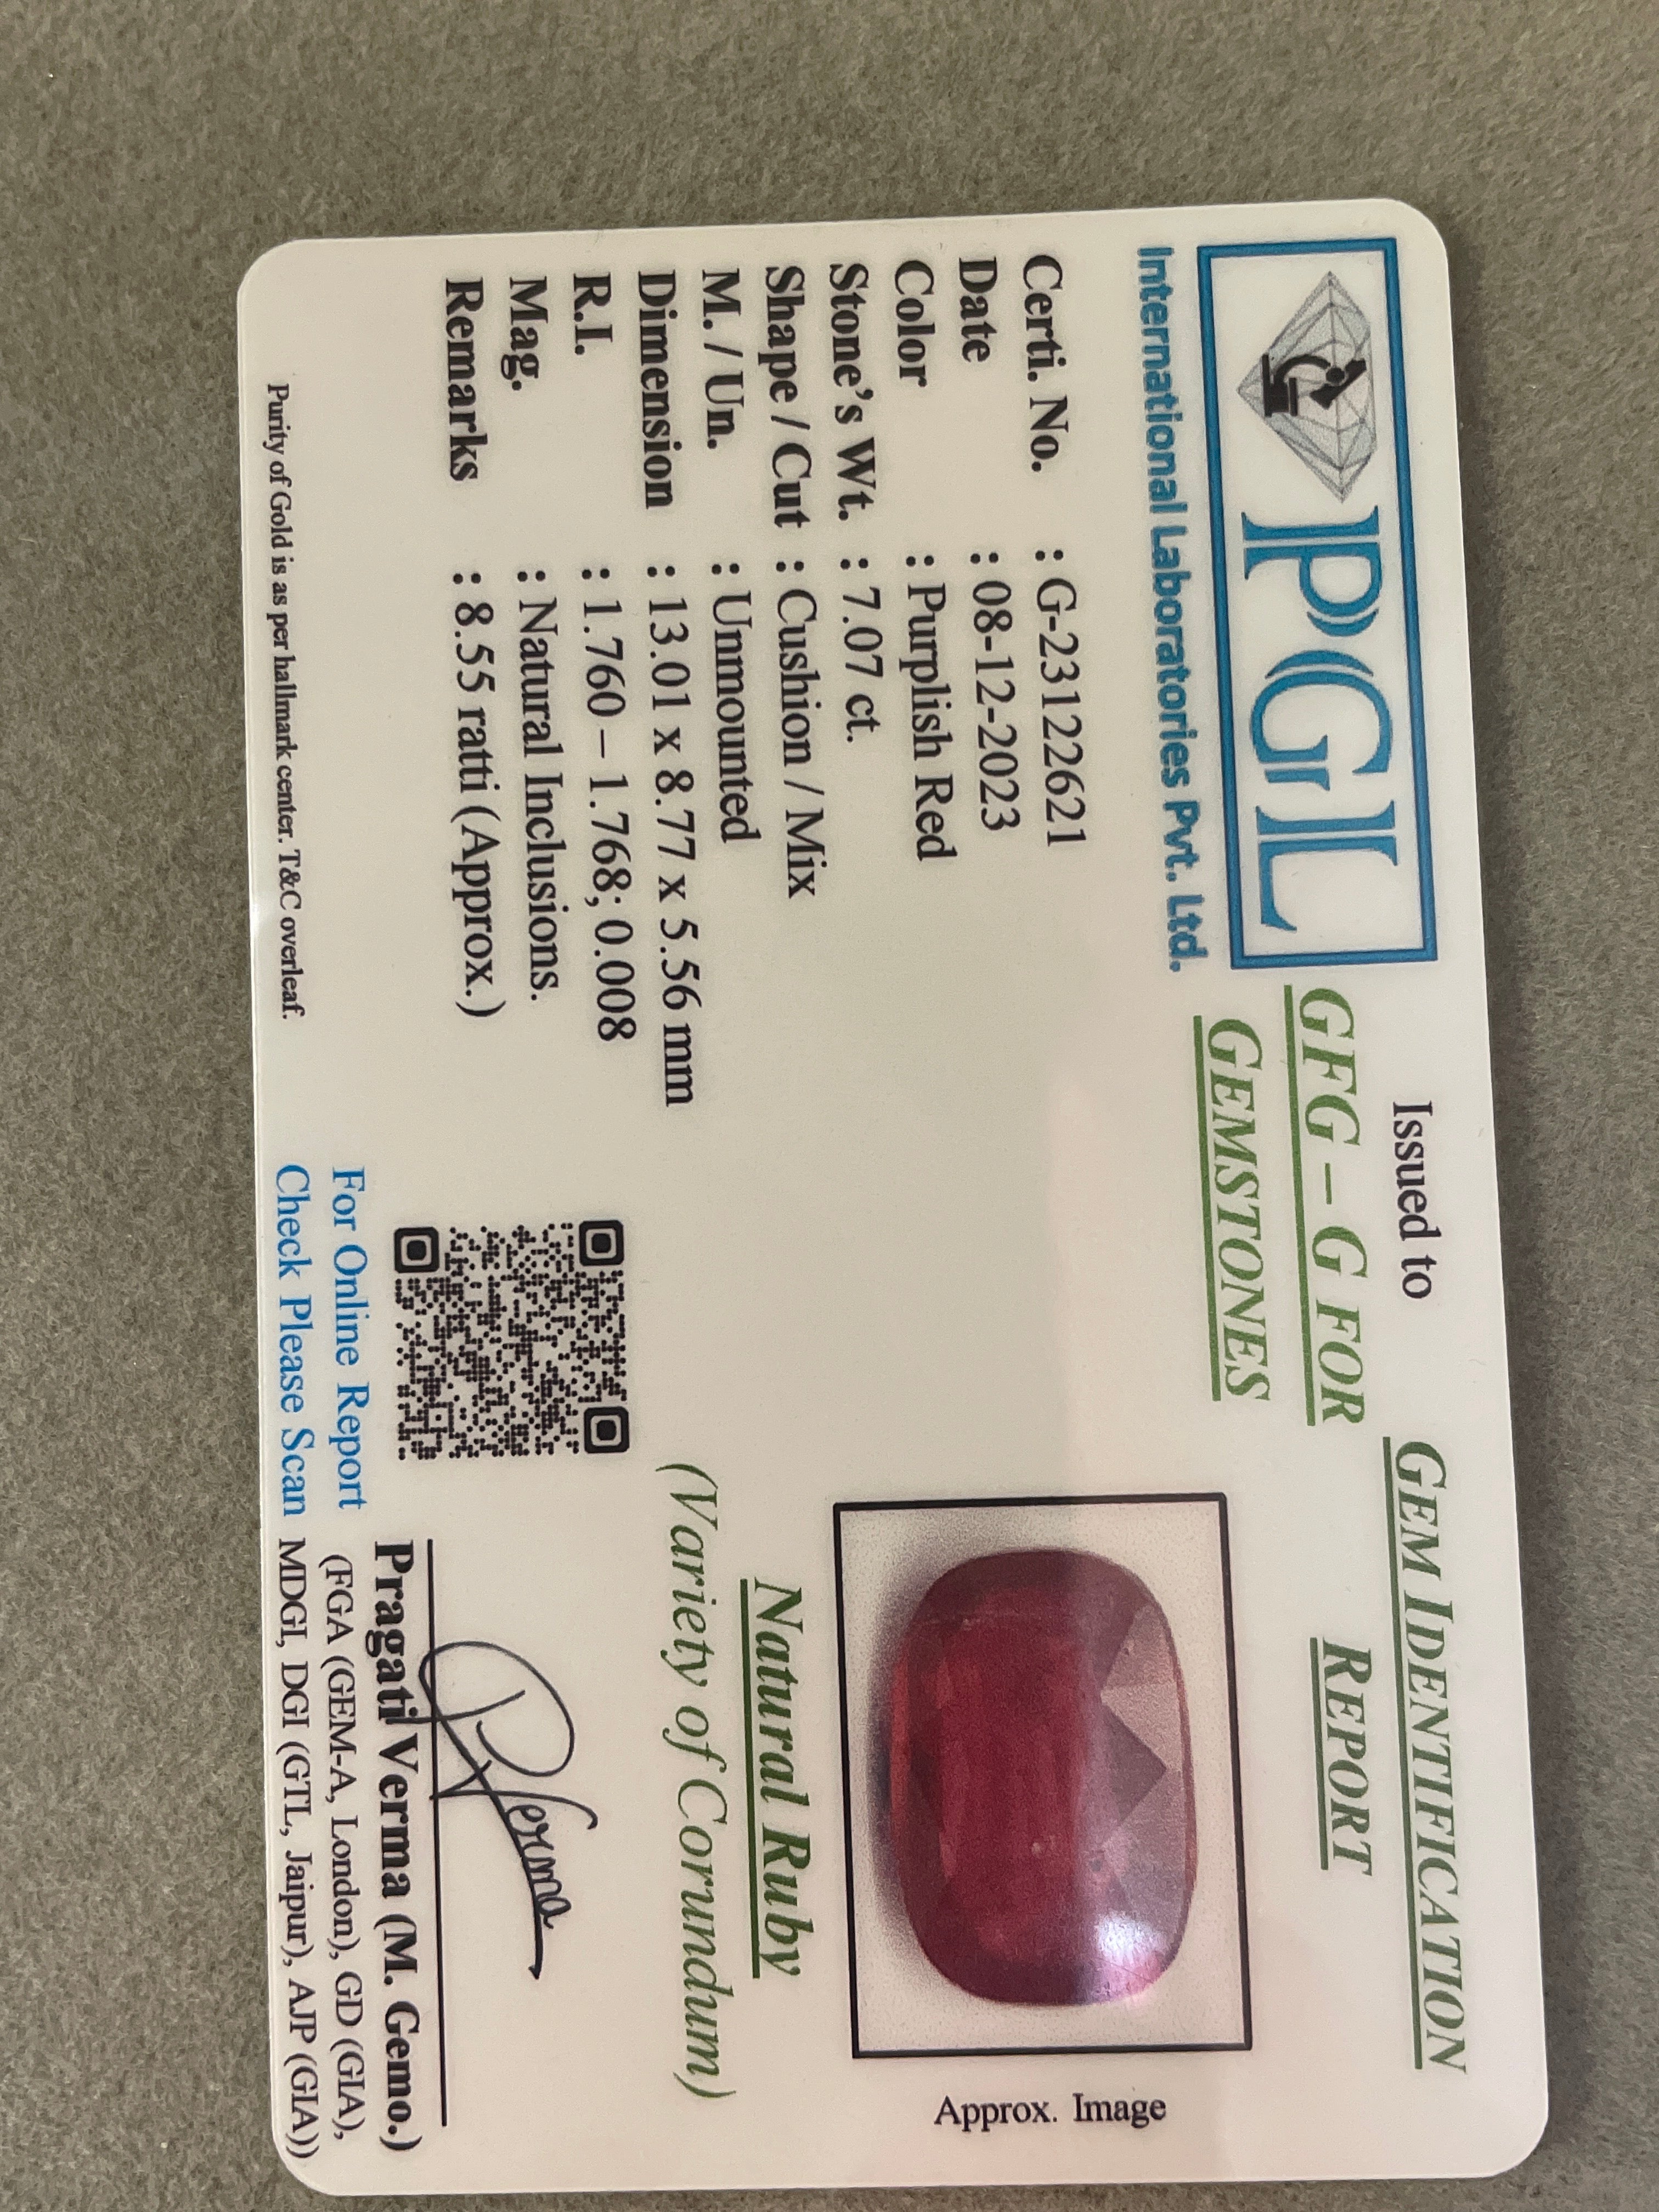 PGL
International Laboratories Pvt. Ltd.
Issued to
GFG – G FOR
GEMSTONES
GEM IDENTIFICATION
REPORT
Certi. No. : G-23122621
Date : 08-12-2023
Color : Purplish Red
Stone's Wt. : 7.07 ct.
Shape / Cut : Cushion / Mix
M. / Un. : Unmounted
Dimension : 13.01 x 8.77 x 5.56 mm
R.I. : 1.760 – 1.768; 0.008
Mag. : Natural Inclusions.
Remarks : 8.55 ratti (Approx.)
Purity of Gold is as per hallmark center. T&C overleaf.
Approx. Image
Natural Ruby
(Variety of Corundum)
For Online Report
Check Please Scan
PVerma
Pragati Verma (M. Gemo.)
(FGA (GEM-A, London), GD (GIA),
MDGI, DGI (GTL, Jaipur), AJP (GIA))